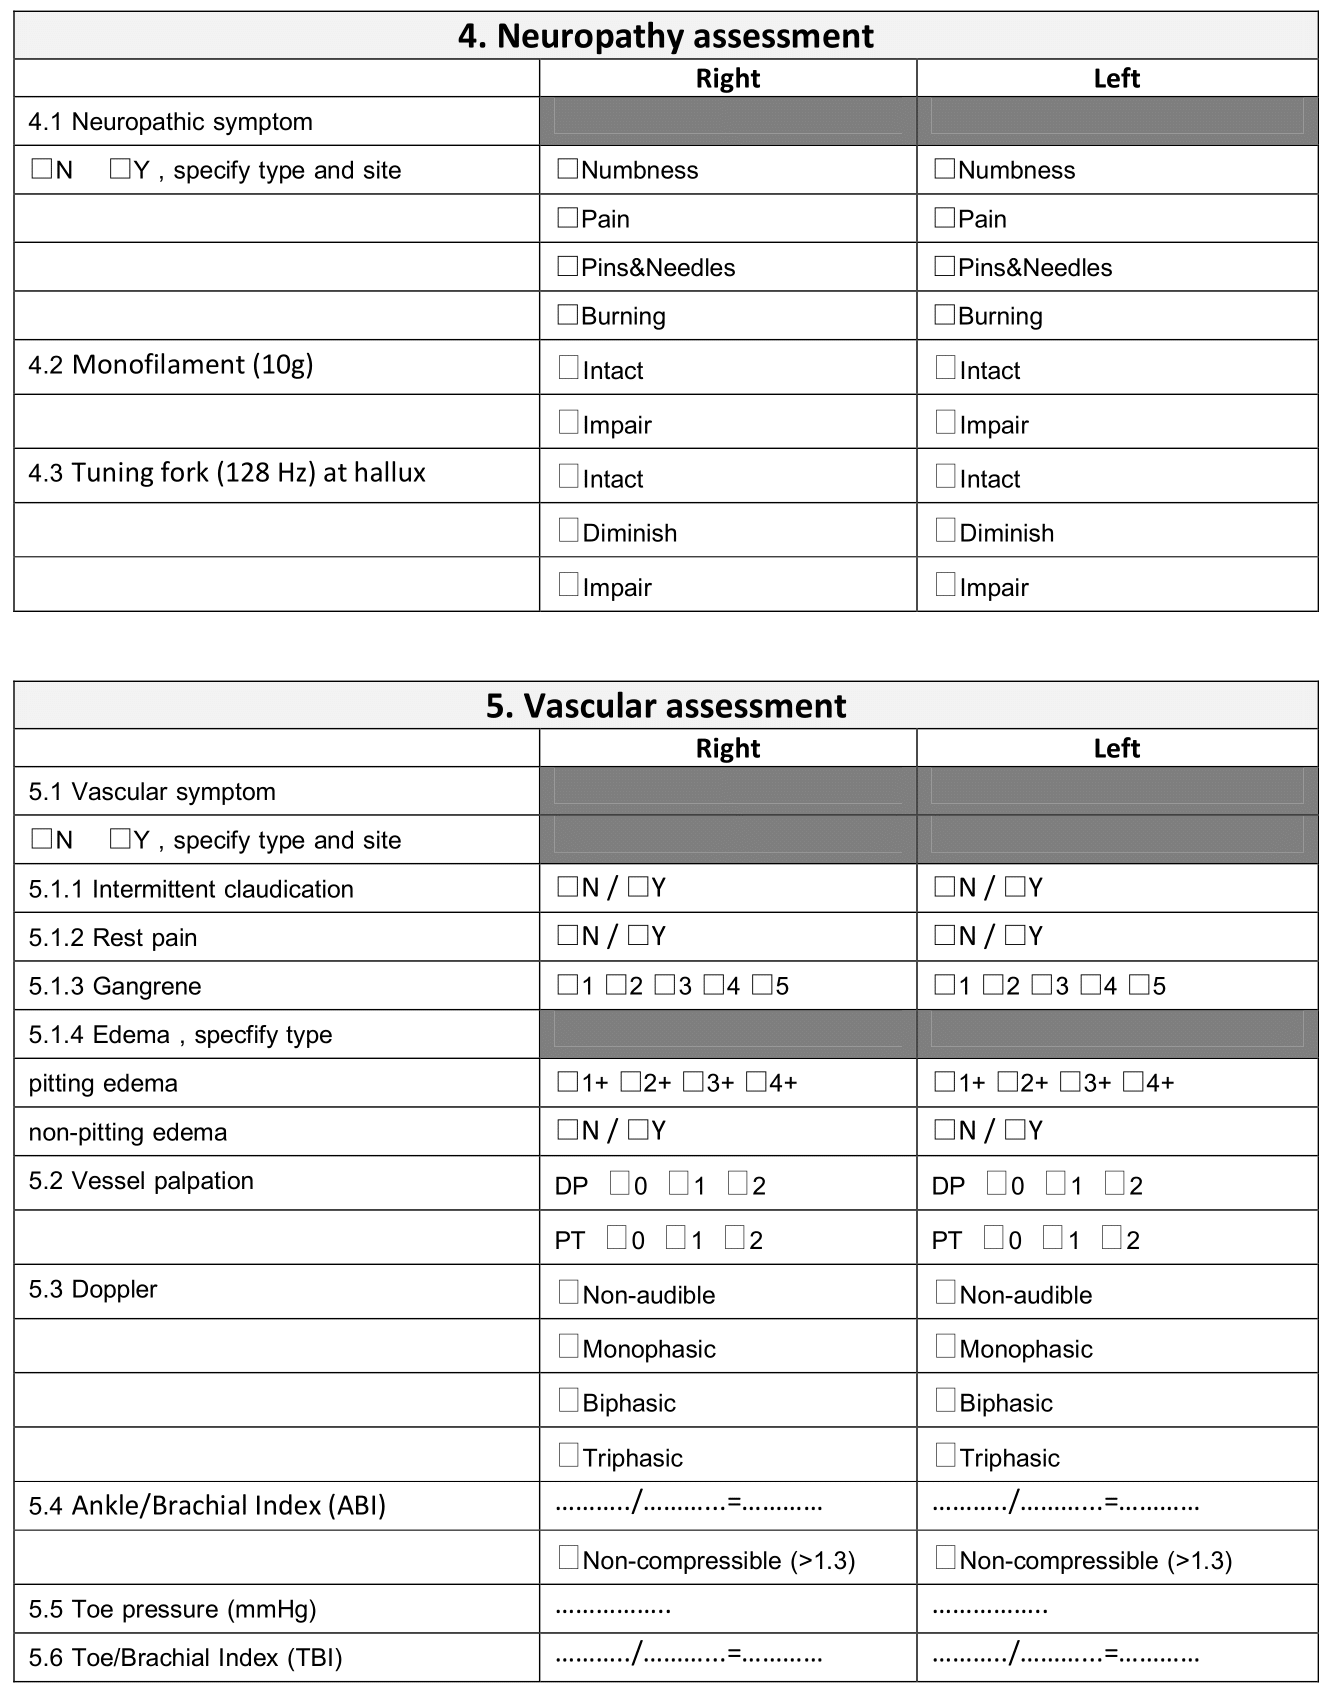 4. Neuropathy assessment
Right Left
4.1 Neuropathic symptom
☐N ☐Y , specify type and site ☐Numbness ☐Numbness
☐Pain ☐Pain
☐Pins&Needles ☐Pins&Needles
☐Burning ☐Burning
4.2 Monofilament (10g) ☐Intact ☐Intact
☐Impair ☐Impair
4.3 Tuning fork (128 Hz) at hallux ☐Intact ☐Intact
☐Diminish ☐Diminish
☐Impair ☐Impair
5. Vascular assessment
Right Left
5.1 Vascular symptom
☐N ☐Y , specify type and site
5.1.1 Intermittent claudication ☐N / ☐Y ☐N / ☐Y
5.1.2 Rest pain ☐N / ☐Y ☐N / ☐Y
5.1.3 Gangrene ☐1 ☐2 ☐3 ☐4 ☐5 ☐1 ☐2 ☐3 ☐4 ☐5
5.1.4 Edema , specfify type
pitting edema ☐1+ ☐2+ ☐3+ ☐4+ ☐1+ ☐2+ ☐3+ ☐4+
non-pitting edema ☐N / ☐Y ☐N / ☐Y
5.2 Vessel palpation DP ☐0 ☐1 ☐2 DP ☐0 ☐1 ☐2
PT ☐0 ☐1 ☐2 PT ☐0 ☐1 ☐2
5.3 Doppler ☐Non-audible ☐Non-audible
☐Monophasic ☐Monophasic
☐Biphasic ☐Biphasic
☐Triphasic ☐Triphasic
5.4 Ankle/Brachial Index (ABI) .........../............=............ .........../............=............
☐Non-compressible (>1.3) ☐Non-compressible (>1.3)
5.5 Toe pressure (mmHg) ................. .................
5.6 Toe/Brachial Index (TBI) .........../............=............ .........../............=............